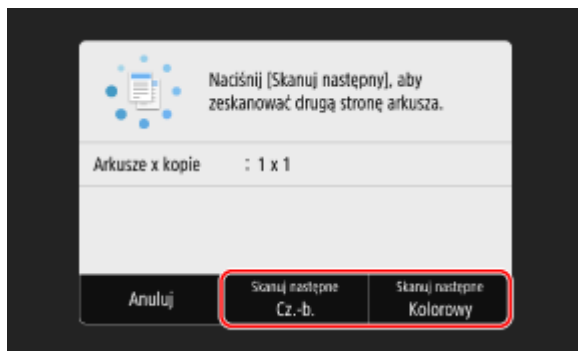 Naciśnij [Skanuj następny], aby
zeskanować drugą stronę arkusza.
Arkusze x kopie : 1 x 1
Anuluj
Skanuj następne
Cz.-b.
Skanuj następne
Kolorowy